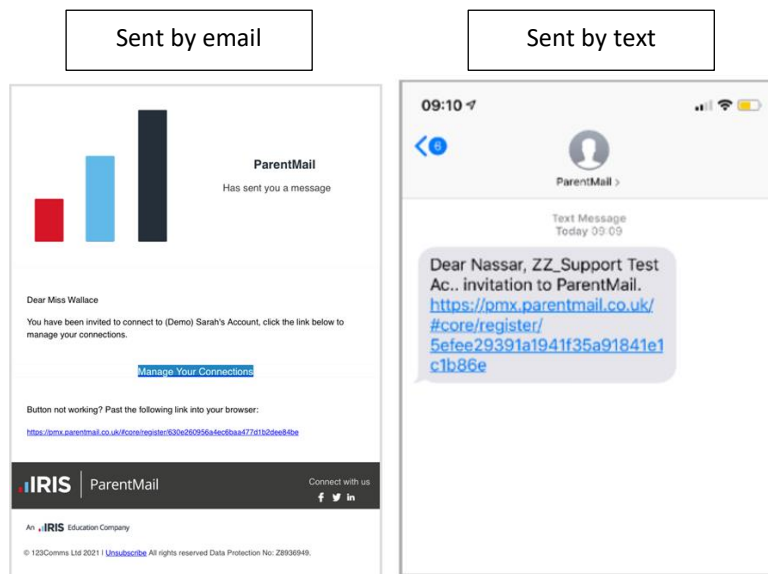 Sent by email
Sent by text
ParentMail
Has sent you a message
Dear Miss Wallace
You have been invited to connect to (Demo) Sarah's Account, click the link below to
manage your connections.
Manage Your Connections
Button not working? Past the following link into your browser:
https://pmx.parentmail.co.uk/#core/register/630e260956a4ec6baa477d1b2dee84be
IRIS ParentMail
Connect with us
An IRIS Education Company
© 123Comms Ltd 2021 | Unsubscribe All rights reserved Data Protection No: Z8936949.
09:10
6
ParentMail >
Text Message
Today 09:09
Dear Nassar, ZZ_Support Test
Ac.. invitation to ParentMail.
https://pmx.parentmail.co.uk/
#core/register/
5efee29391a1941f35a91841e1
c1b86e